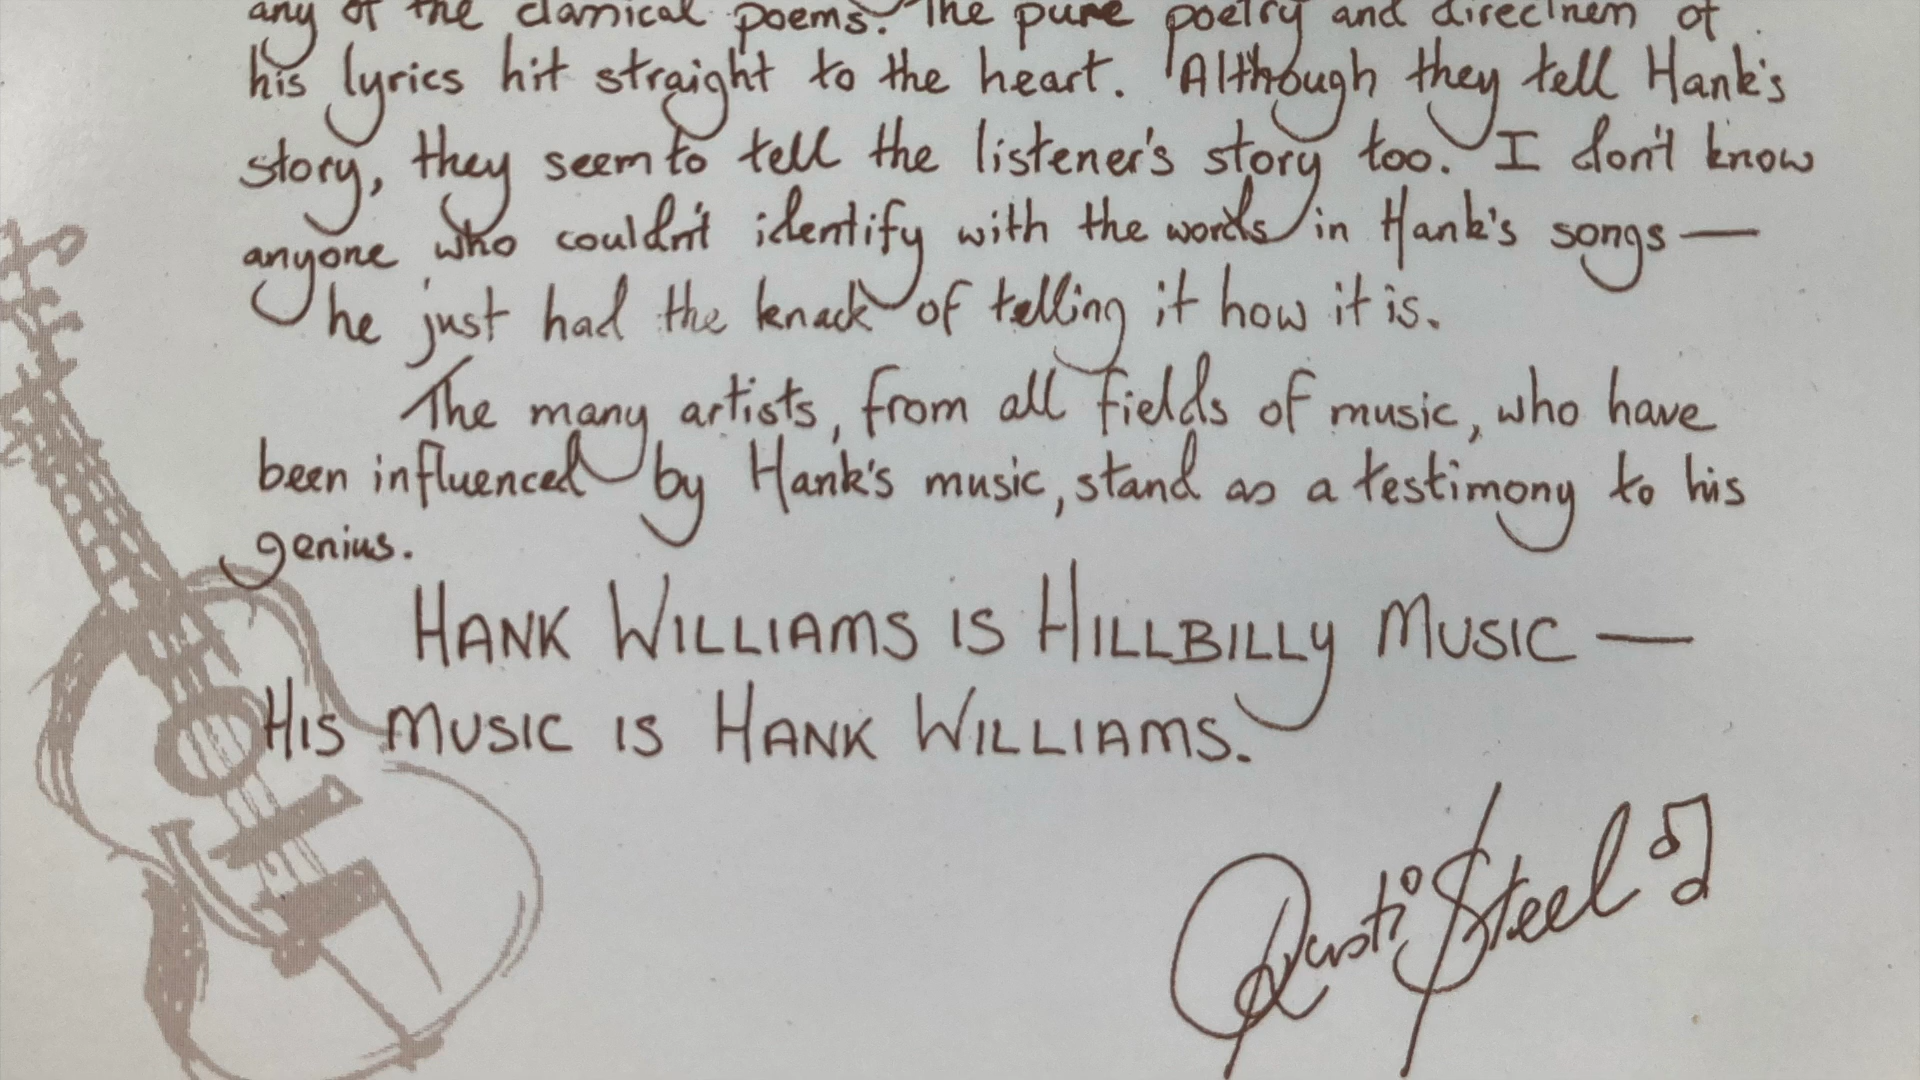 any of the classical poems. The pure poetry and directness of
his lyrics hit straight to the heart. Although they tell Hank's
story, they seem to tell the listener's story too. I don't know
anyone who couldn't identify with the words in Hank's songs —
he just had the knack of telling it how it is.
The many artists, from all fields of music, who have
been influenced by Hank's music, stand as a testimony to his
genius.
HANK WILLIAMS IS HILLBILLY MUSIC —
HIS MUSIC IS HANK WILLIAMS.
Rusti Steel